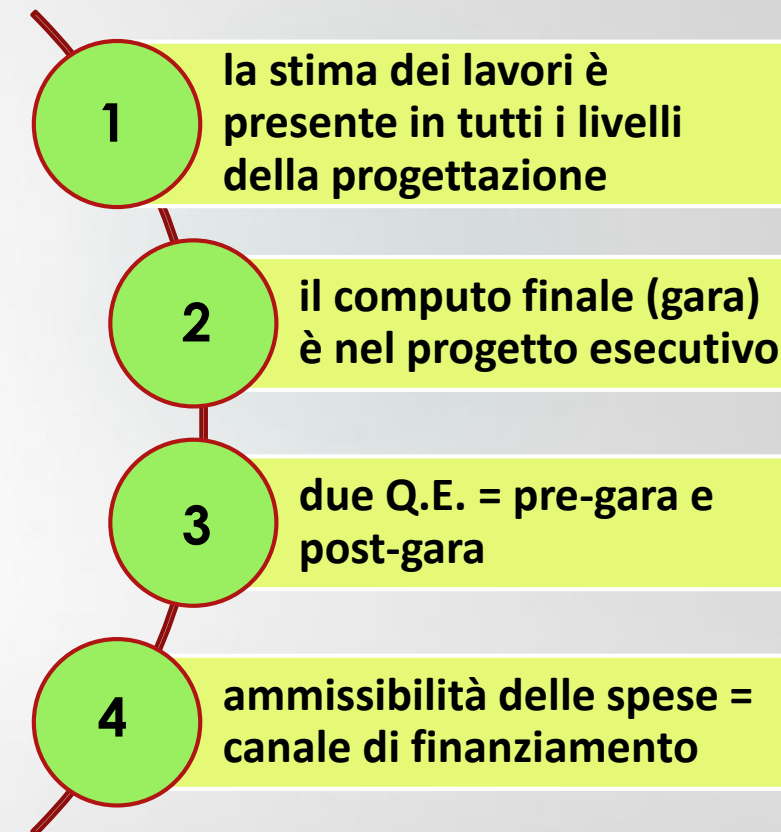 1
la stima dei lavori è
presente in tutti i livelli
della progettazione
2
il computo finale (gara)
è nel progetto esecutivo
3
due Q.E. = pre-gara e
post-gara
4
ammissibilità delle spese =
canale di finanziamento